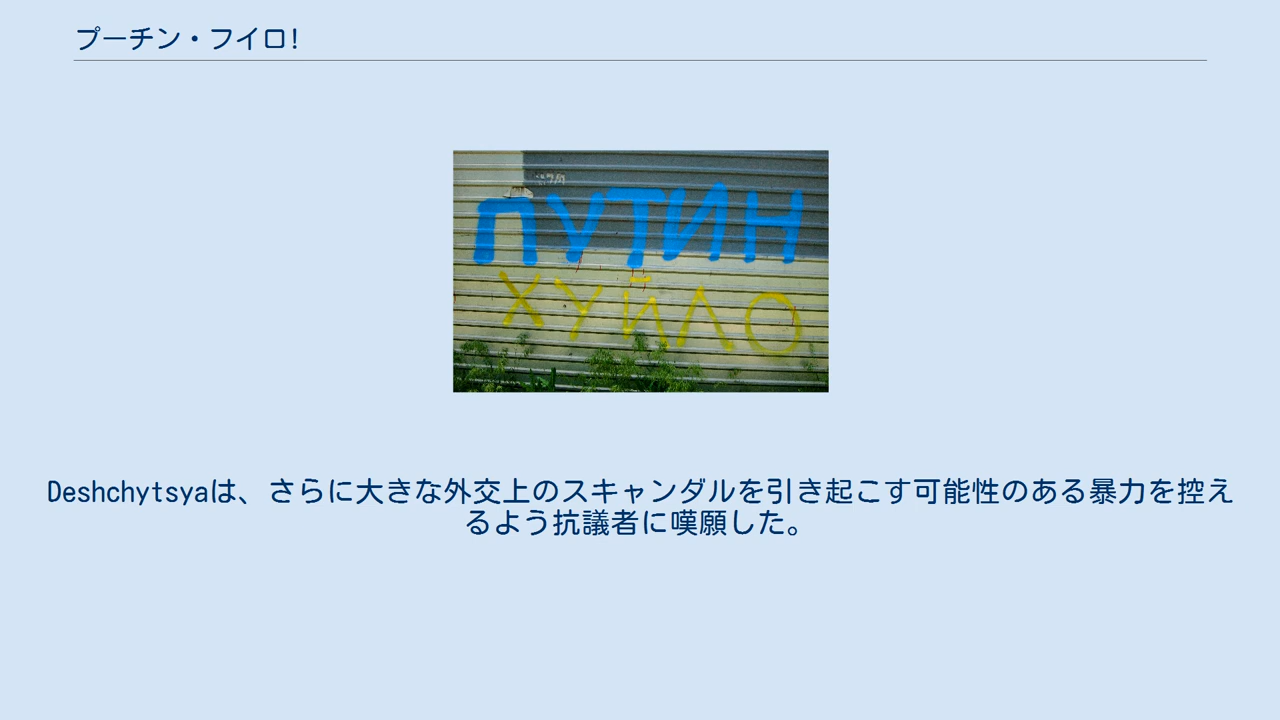 プーチン・フイロ!
ПУТИН
ХУЙЛО
Deshchytsyaは、さらに大きな外交上のスキャンダルを引き起こす可能性のある暴力を控え
るよう抗議者に嘆願した。